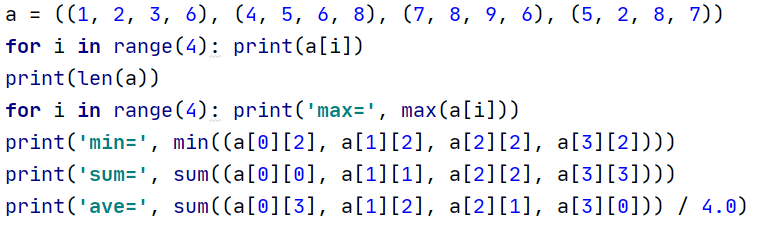 a = ((1, 2, 3, 6), (4, 5, 6, 8), (7, 8, 9, 6), (5, 2, 8, 7))
for i in range(4): print(a[i])
print(len(a))
for i in range(4): print('max=', max(a[i]))
print('min=', min((a[0][2], a[1][2], a[2][2], a[3][2])))
print('sum=', sum((a[0][0], a[1][1], a[2][2], a[3][3])))
print('ave=', sum((a[0][3], a[1][2], a[2][1], a[3][0])) / 4.0)